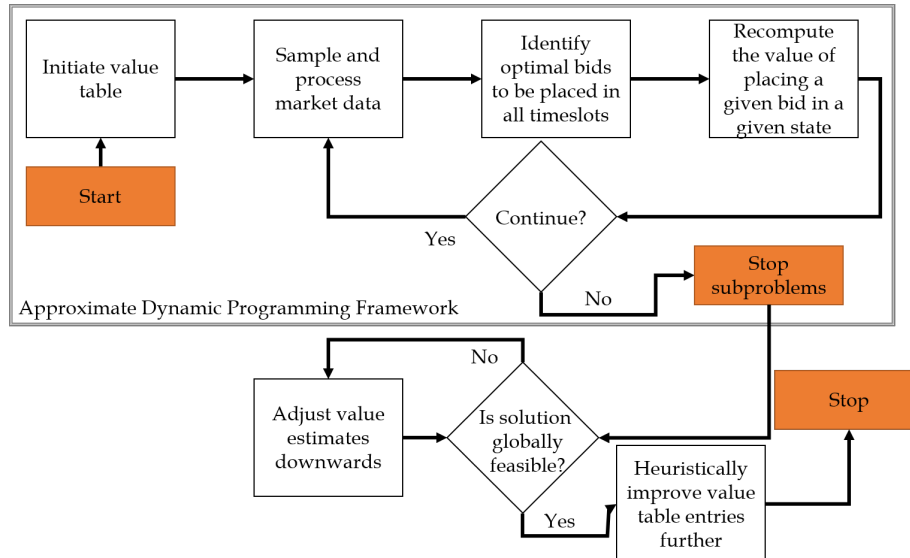 Initiate value
table
Sample and
process
market data
Identify
optimal bids
to be placed in
all timeslots
Recompute
the value of
placing a
given bid in a
given state
Start
Continue?
Yes
No
Stop
subproblems
Approximate Dynamic Programming Framework
No
Adjust value
estimates
downwards
Is solution
globally
feasible?
Yes
Heuristically
improve value
table entries
further
Stop